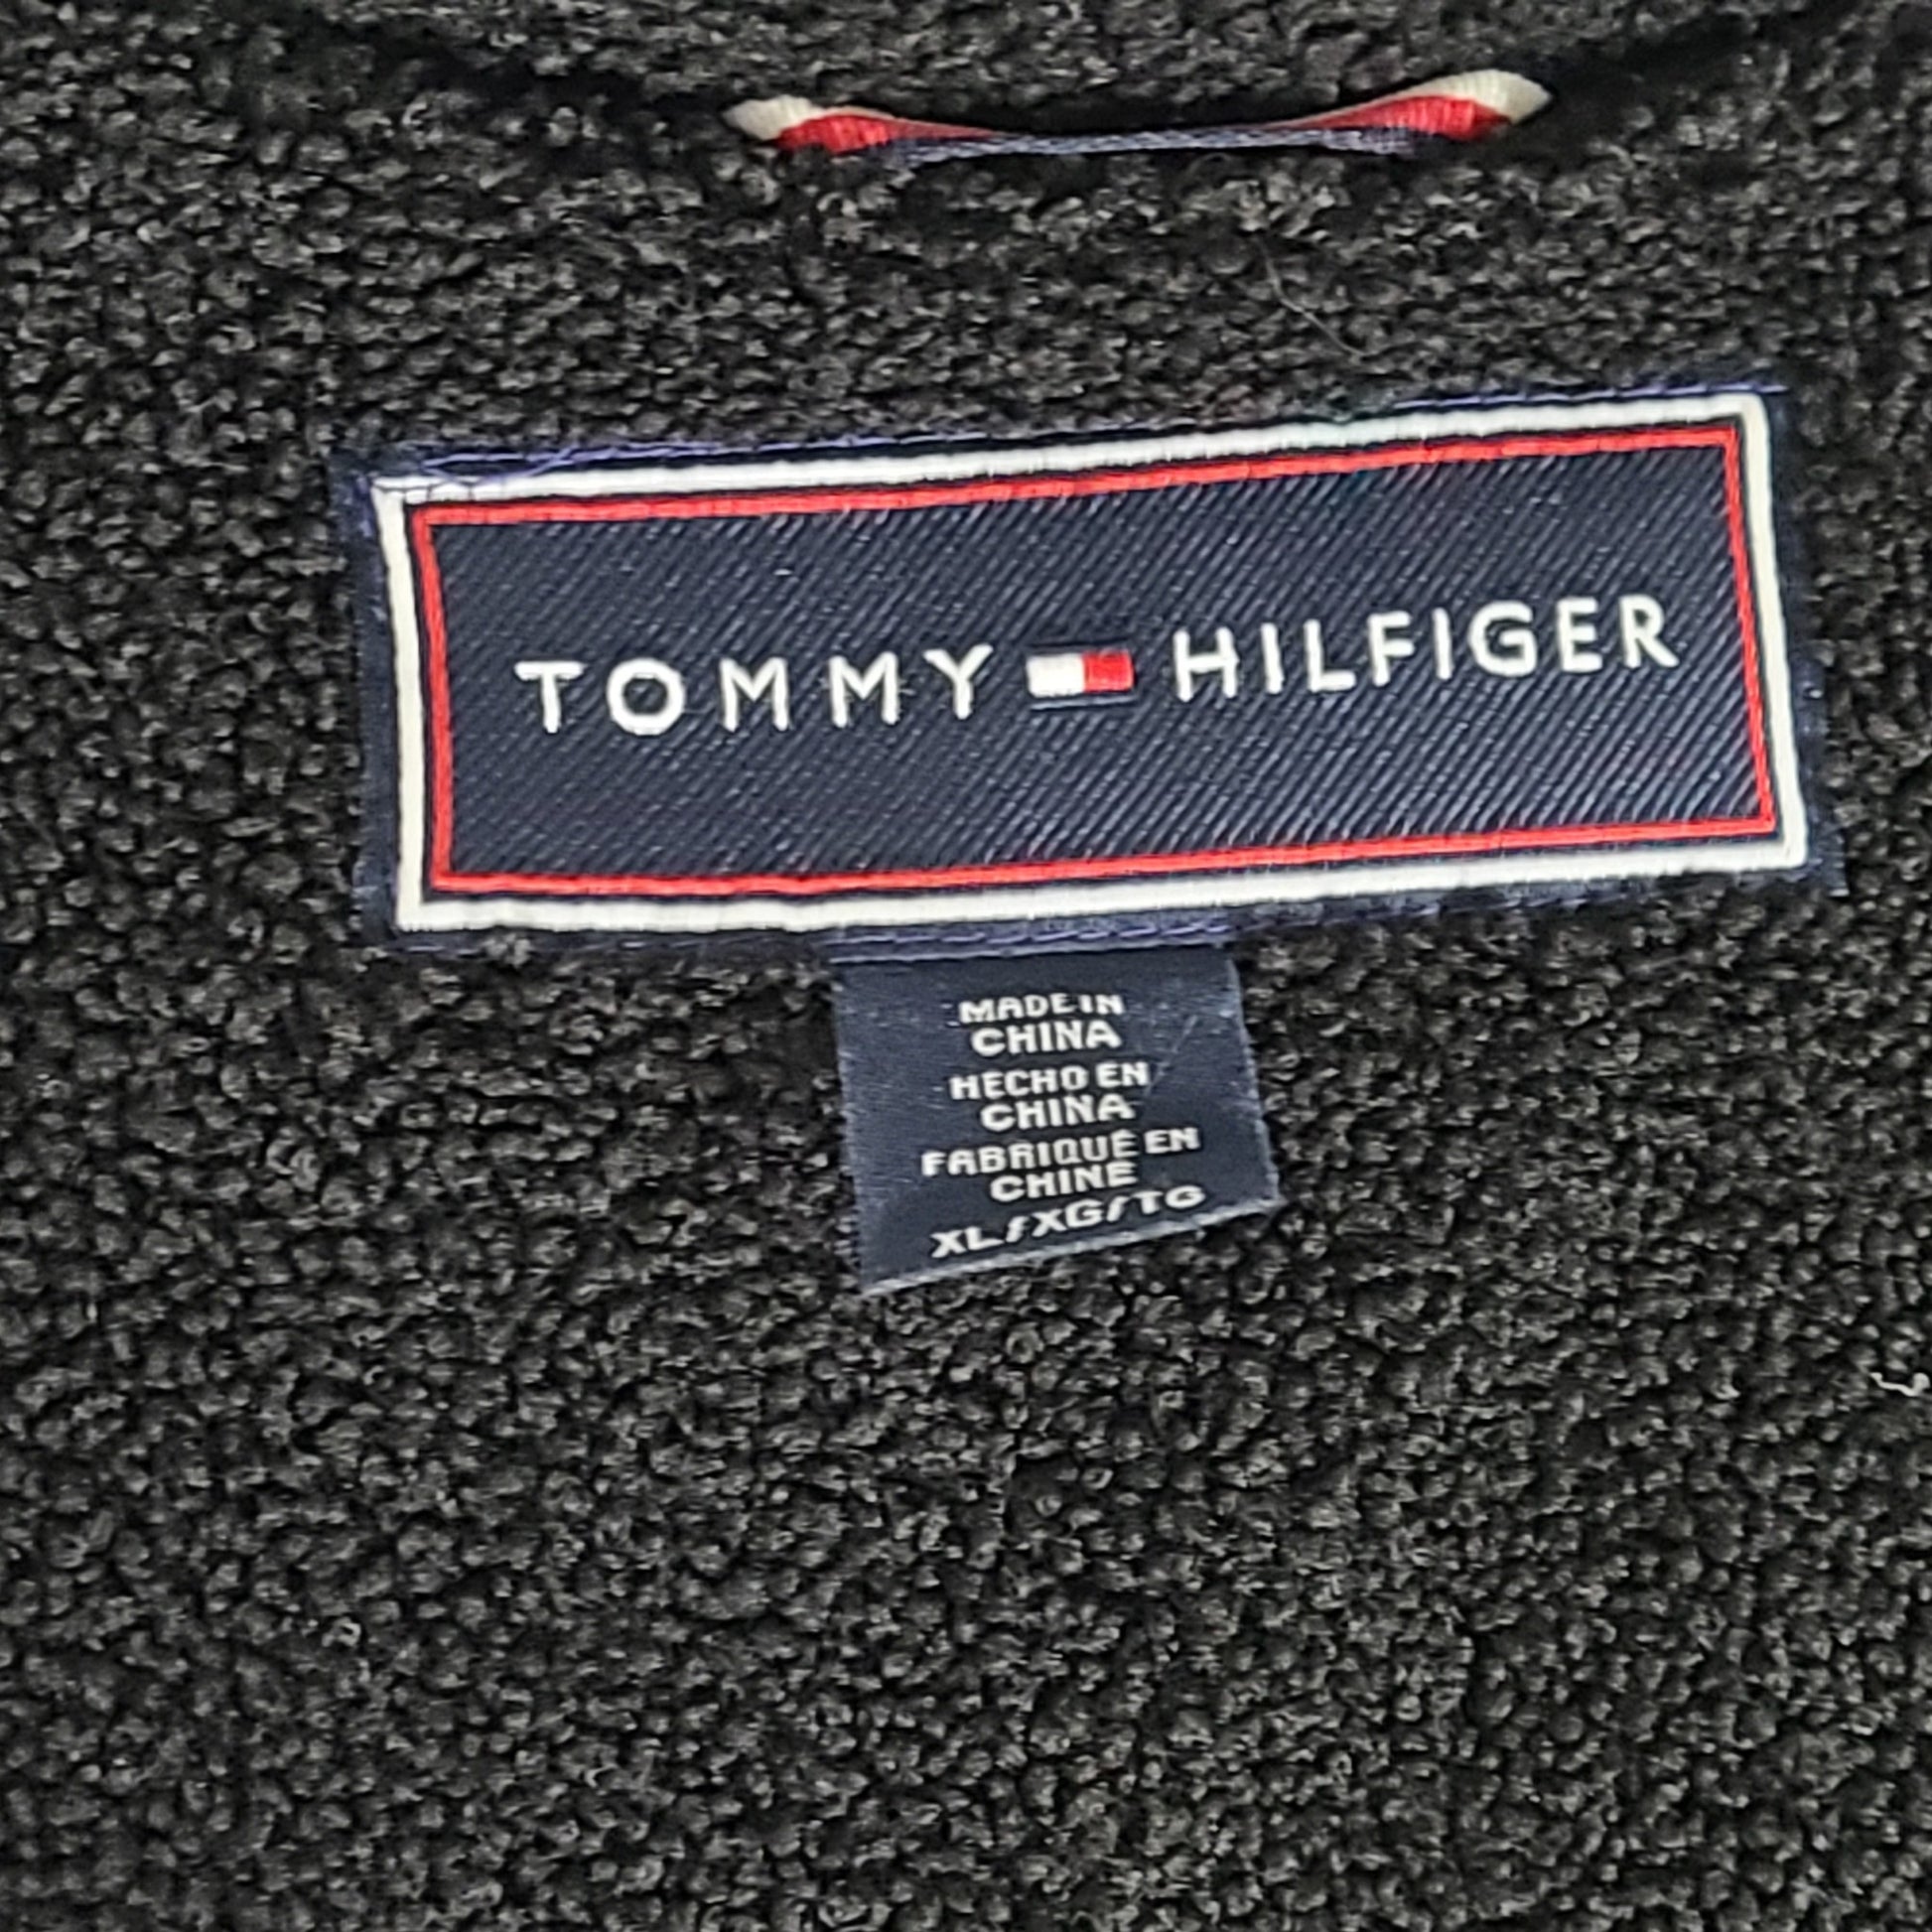 TOMMY HILFIGER
MADE IN
CHINA
HECHO EN
CHINA
FABRIQUÉ EN
CHINE
XL/XG/TG